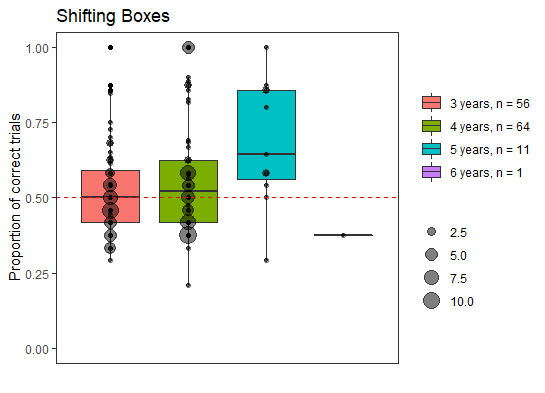 Shifting Boxes
Proportion of correct trials
1.00
0.75
0.50
0.25
0.00
3 years, n = 56
4 years, n = 64
5 years, n = 11
6 years, n = 1
2.5
5.0
7.5
10.0